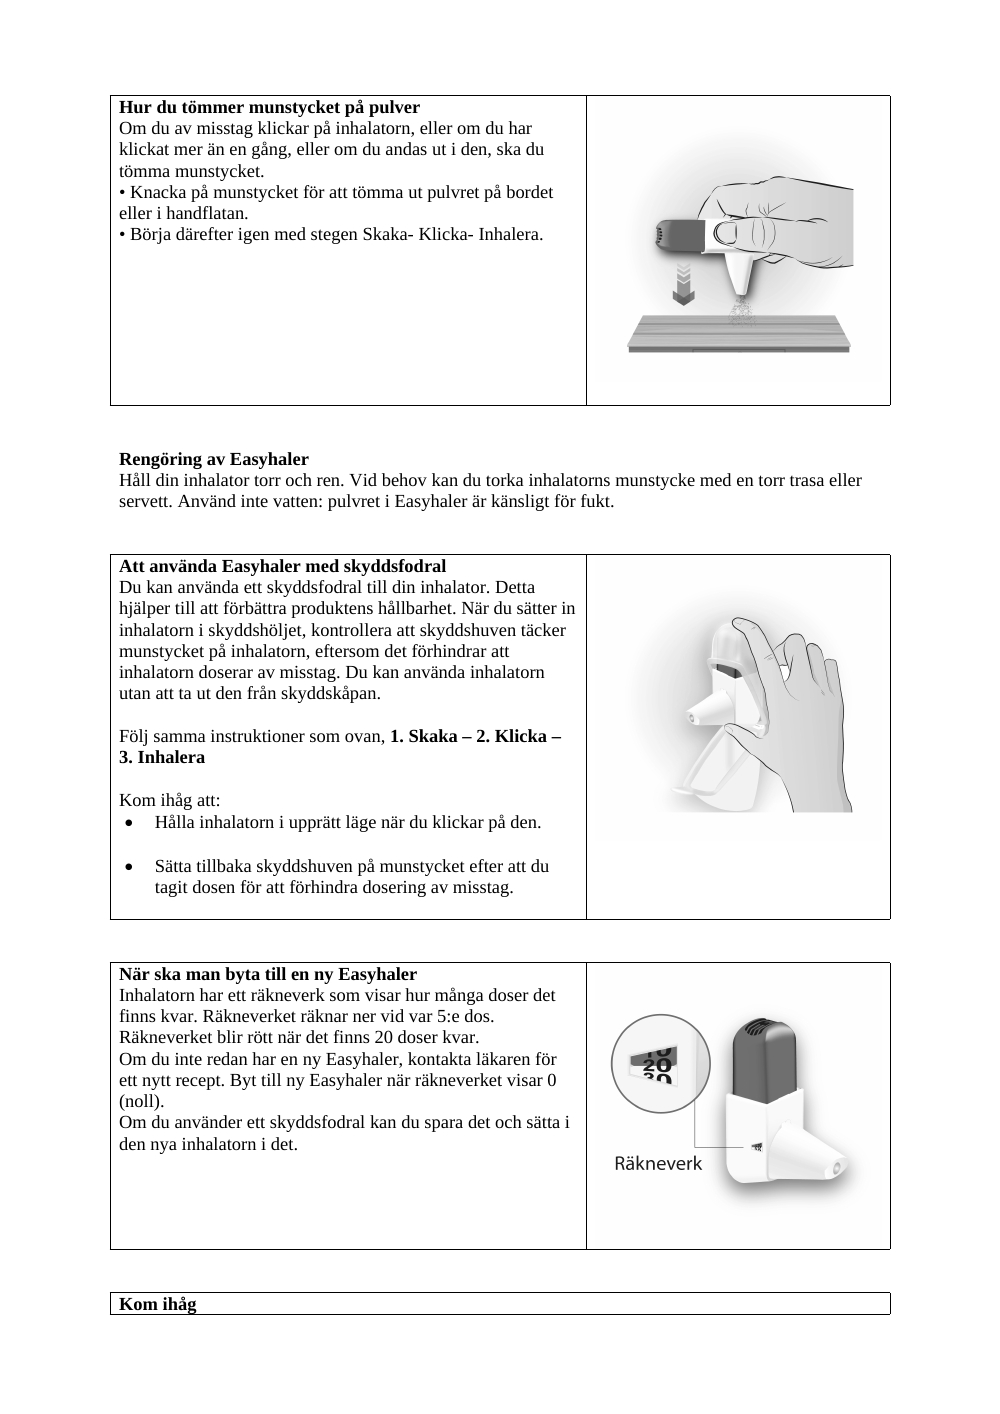 Hur du tömmer munstycket på pulver
Om du av misstag klickar på inhalatorn, eller om du har
klickat mer än en gång, eller om du andas ut i den, ska du
tömma munstycket.
• Knacka på munstycket för att tömma ut pulvret på bordet
eller i handflatan.
• Börja därefter igen med stegen Skaka- Klicka- Inhalera.
Rengöring av Easyhaler
Håll din inhalator torr och ren. Vid behov kan du torka inhalatorns munstycke med en torr trasa eller
servett. Använd inte vatten: pulvret i Easyhaler är känsligt för fukt.
Att använda Easyhaler med skyddsfodral
Du kan använda ett skyddsfodral till din inhalator. Detta
hjälper till att förbättra produktens hållbarhet. När du sätter in
inhalatorn i skyddshöljet, kontrollera att skyddshuven täcker
munstycket på inhalatorn, eftersom det förhindrar att
inhalatorn doserar av misstag. Du kan använda inhalatorn
utan att ta ut den från skyddskåpan.
Följ samma instruktioner som ovan, 1. Skaka – 2. Klicka –
3. Inhalera
Kom ihåg att:
• Hålla inhalatorn i upprätt läge när du klickar på den.
• Sätta tillbaka skyddshuven på munstycket efter att du
tagit dosen för att förhindra dosering av misstag.
När ska man byta till en ny Easyhaler
Inhalatorn har ett räkneverk som visar hur många doser det
finns kvar. Räkneverket räknar ner vid var 5:e dos.
Räkneverket blir rött när det finns 20 doser kvar.
Om du inte redan har en ny Easyhaler, kontakta läkaren för
ett nytt recept. Byt till ny Easyhaler när räkneverket visar 0
(noll).
Om du använder ett skyddsfodral kan du spara det och sätta i
den nya inhalatorn i det.
10
20
30
Räkneverk
Kom ihåg